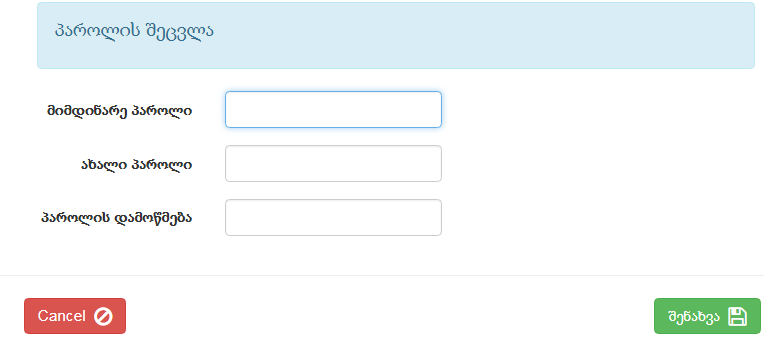 პაროლის შეცვლა
მიმდინარე პაროლი
ახალი პაროლი
პაროლის დამოწმება
Cancel
შენახვა